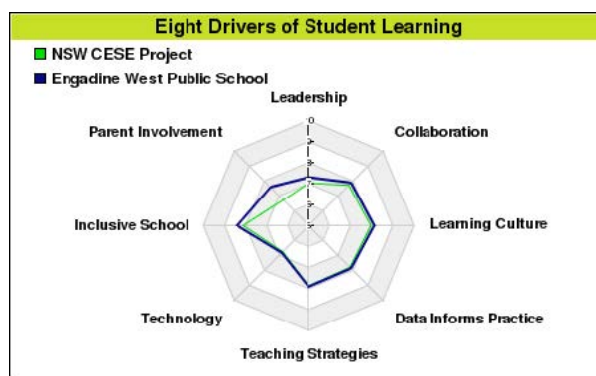 Eight Drivers of Student Learning
NSW CESE Project
Engadine West Public School
Leadership
Parent Involvement
Collaboration
Inclusive School
Learning Culture
Technology
Data Informs Practice
Teaching Strategies